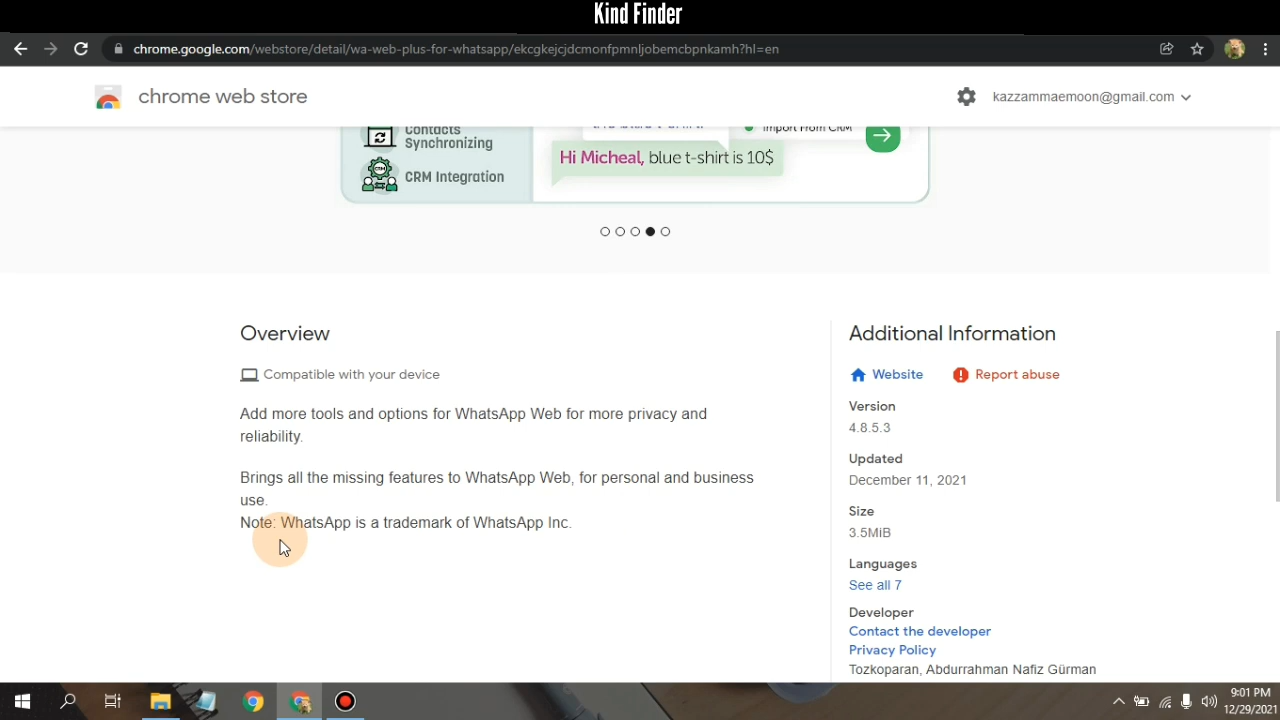 Kind Finder
chrome.google.com/webstore/detail/wa-web-plus-for-whatsapp/ekcgkejcjdcmonfpmnljobemcbpnkamh?hl=en
chrome web store
kazzammaemoon@gmail.com
Contacts
Synchronizing
CRM Integration
Import From CRM
Hi Micheal, blue t-shirt is 10$
Overview
Compatible with your device
Add more tools and options for WhatsApp Web for more privacy and
reliability.
Brings all the missing features to WhatsApp Web, for personal and business
use.
Note: WhatsApp is a trademark of WhatsApp Inc.
Additional Information
Website
Report abuse
Version
4.8.5.3
Updated
December 11, 2021
Size
3.5MiB
Languages
See all 7
Developer
Contact the developer
Privacy Policy
Tozkoparan, Abdurrahman Nafiz Gürman
9:01 PM
12/29/2021